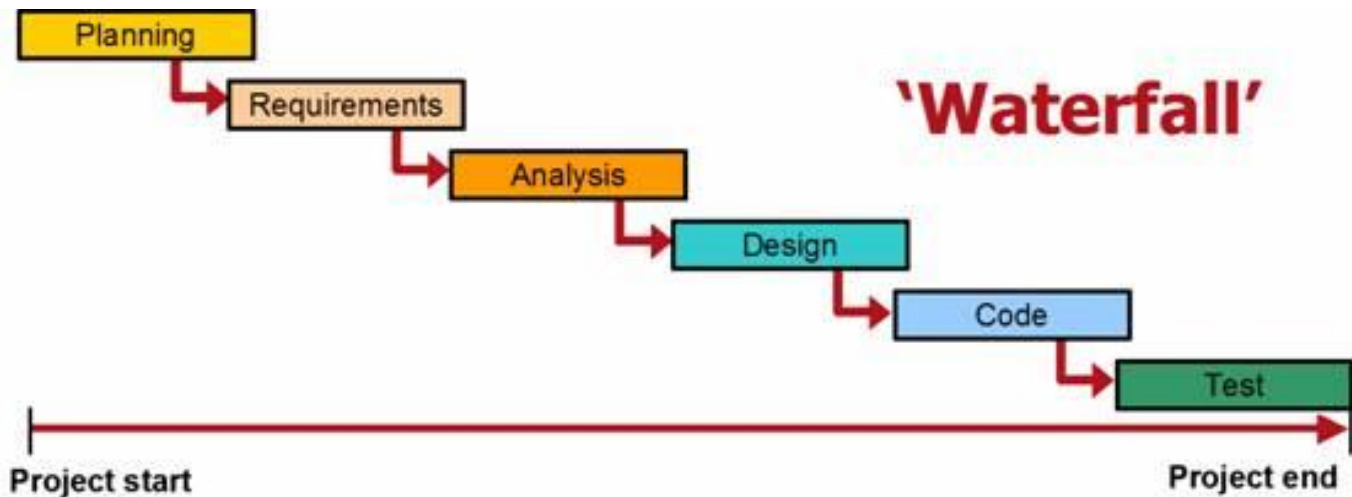 Planning
Requirements
‘Waterfall’
Analysis
Design
Code
Test
Project start
Project end